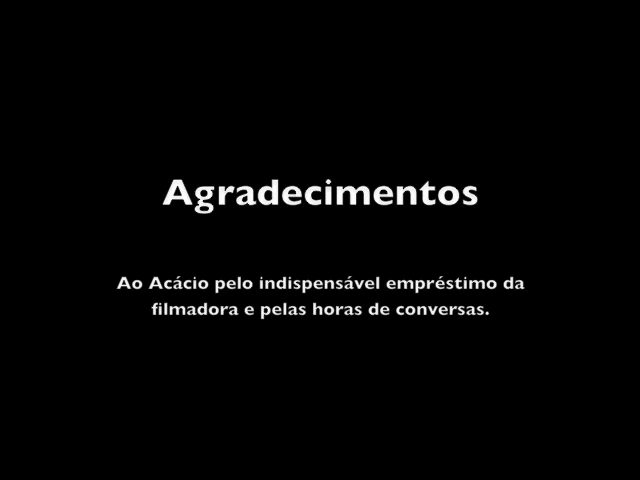 Agradecimentos
Ao Acácio pelo indispensável empréstimo da
filmadora e pelas horas de conversas.